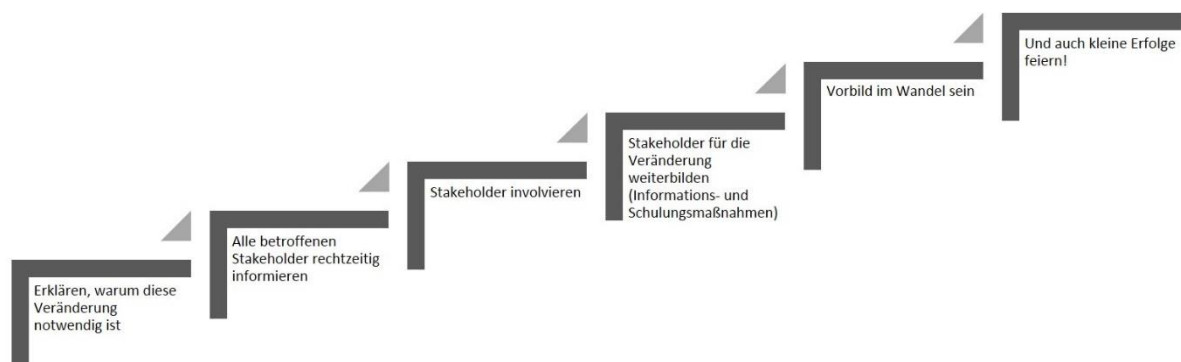 Erklären, warum diese
Veränderung
notwendig ist
Alle betroffenen
Stakeholder rechtzeitig
informieren
Stakeholder involvieren
Stakeholder für die
Veränderung
weiterbilden
(Informations- und
Schulungsmaßnahmen)
Vorbild im Wandel sein
Und auch kleine Erfolge
feiern!